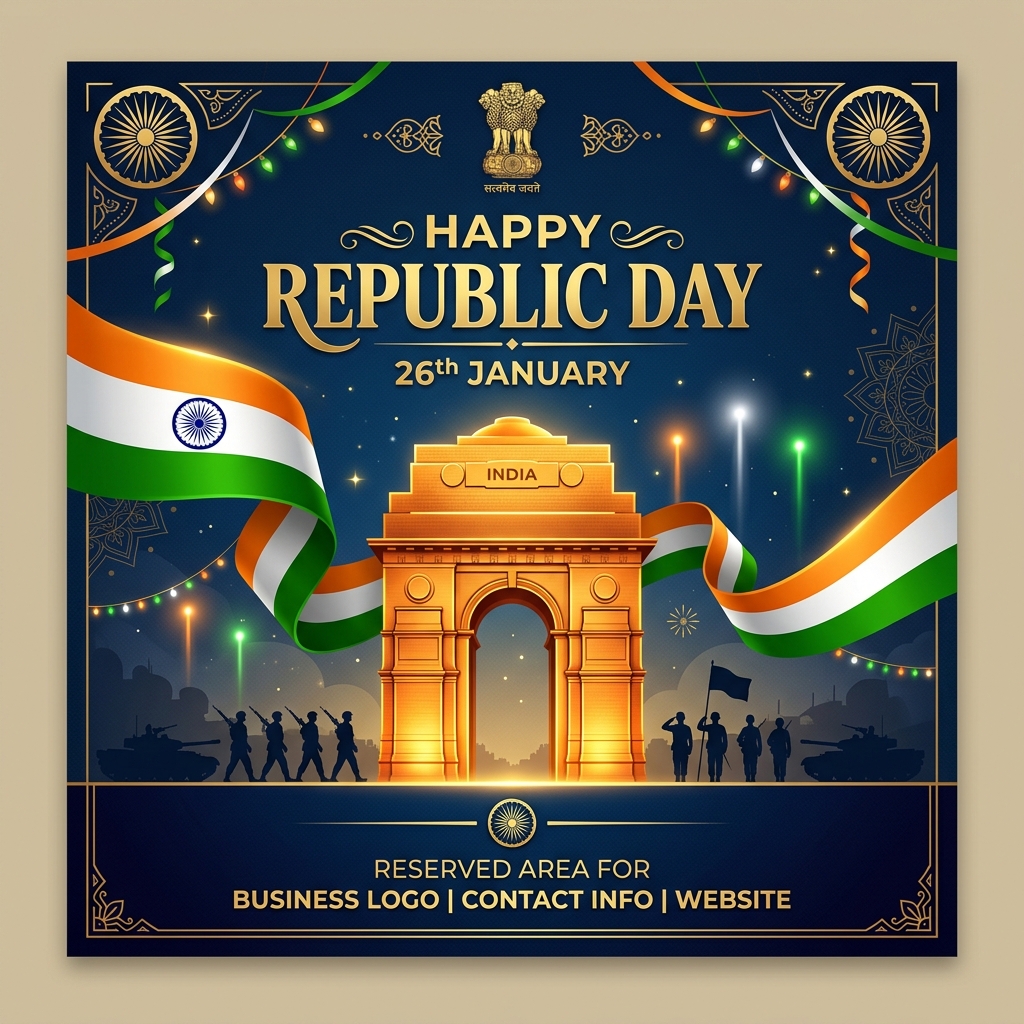 सत्यमेव जयते
HAPPY
REPUBLIC DAY
26th JANUARY
INDIA
RESERVED AREA FOR
BUSINESS LOGO | CONTACT INFO | WEBSITE